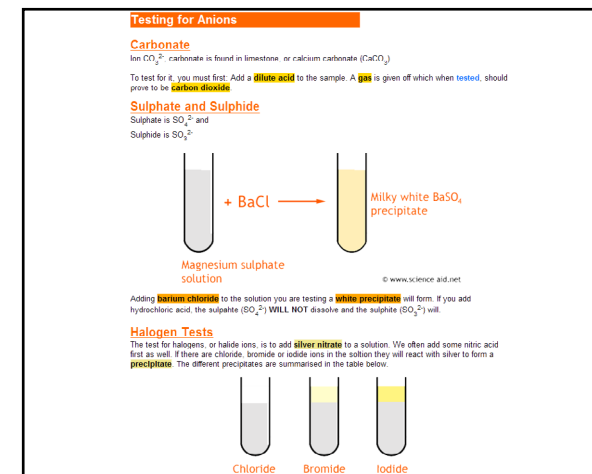 Testing for Anions
Carbonate
Ion CO₃²⁻, carbonate is found in limestone, or calcium carbonate (CaCO₃)
To test for it, you must first: Add a dilute acid to the sample. A gas is given off which when tested, should
prove to be carbon dioxide.
Sulphate and Sulphide
Sulphate is SO₄²⁻ and
Sulphide is SO₃²⁻
+ BaCl
Milky white BaSO₄
precipitate
Magnesium sulphate
solution
© www.science aid.net
Adding barium chloride to the solution you are testing a white precipitate will form. If you add
hydrochloric acid, the sulpahte (SO₄²⁻) WILL NOT dissolve and the sulphite (SO₃²⁻) will.
Halogen Tests
The test for halogens, or halide ions, is to add silver nitrate to a solution. We often add some nitric acid
first as well. If there are chloride, bromide or iodide ions in the soltion they will react with silver to form a
precipitate. The different precipitates are summarised in the table below.
Chloride Bromide Iodide